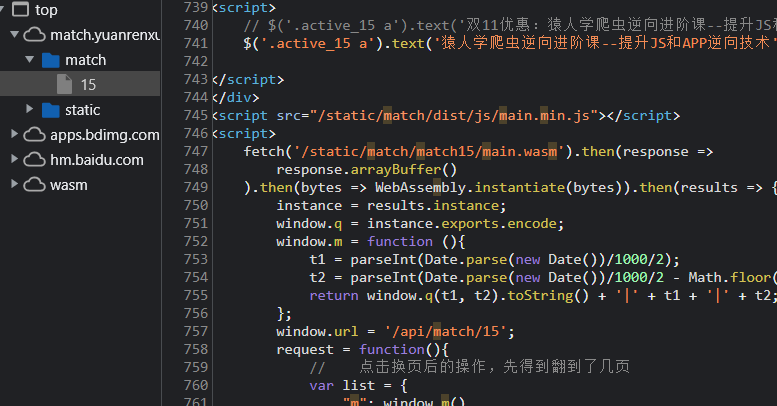 top
match.yuanrenxu
match
15
static
apps.bdimg.com
hm.baidu.com
wasm
739 <script>
740 // $('.active_15 a').text('双11优惠：猿人学爬虫逆向进阶课--提升JS和
741 $('.active_15 a').text('猿人学爬虫逆向进阶课--提升JS和APP逆向技术'
742
743 </script>
744 </div>
745 <script src="/static/match/dist/js/main.min.js"></script>
746 <script>
747 fetch('/static/match/match15/main.wasm').then(response =>
748 response.arrayBuffer()
749 ).then(bytes => WebAssembly.instantiate(bytes)).then(results => {
750 instance = results.instance;
751 window.q = instance.exports.encode;
752 window.m = function (){
753 t1 = parseInt(Date.parse(new Date())/1000/2);
754 t2 = parseInt(Date.parse(new Date())/1000/2 - Math.floor(
755 return window.q(t1, t2).toString() + '|' + t1 + '|' + t2;
756 };
757 window.url = '/api/match/15';
758 request = function(){
759 // 点击换页后的操作，先得到翻到了几页
760 var list = {
761 "m": window.m()